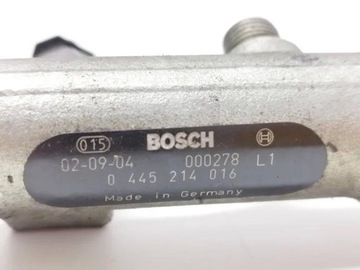 015 BOSCH
02-09-04 000278 L1
0 445 214 016
Made in Germany